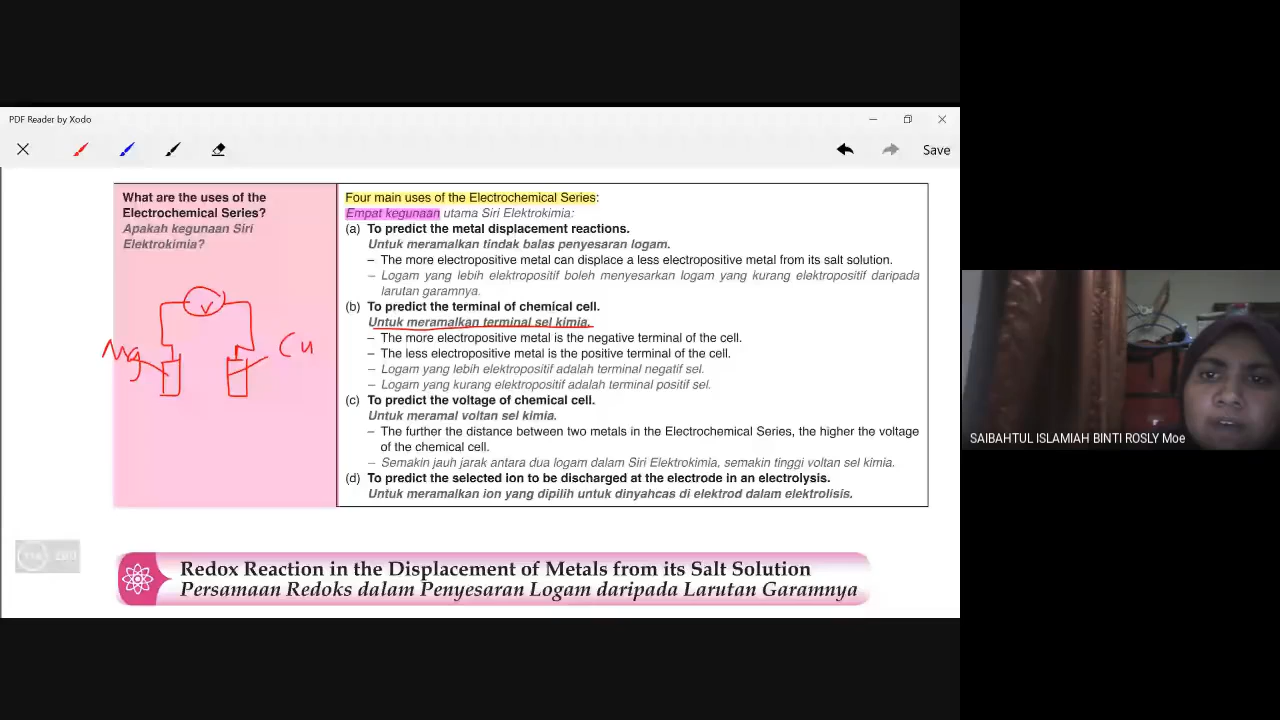 PDF Reader by Xodo
Save
What are the uses of the
Electrochemical Series?
Apakah kegunaan Siri
Elektrokimia?
V
Mg
Cu
Four main uses of the Electrochemical Series:
Empat kegunaan utama Siri Elektrokimia:
(a) To predict the metal displacement reactions.
Untuk meramalkan tindak balas penyesaran logam.
– The more electropositive metal can displace a less electropositive metal from its salt solution.
– Logam yang lebih elektropositif boleh menyesarkan logam yang kurang elektropositif daripada
larutan garamnya.
(b) To predict the terminal of chemical cell.
Untuk meramalkan terminal sel kimia.
– The more electropositive metal is the negative terminal of the cell.
– The less electropositive metal is the positive terminal of the cell.
– Logam yang lebih elektropositif adalah terminal negatif sel.
– Logam yang kurang elektropositif adalah terminal positif sel.
(c) To predict the voltage of chemical cell.
Untuk meramal voltan sel kimia.
– The further the distance between two metals in the Electrochemical Series, the higher the voltage
of the chemical cell.
– Semakin jauh jarak antara dua logam dalam Siri Elektrokimia, semakin tinggi voltan sel kimia.
(d) To predict the selected ion to be discharged at the electrode in an electrolysis.
Untuk meramalkan ion yang dipilih untuk dinyahcas di elektrod dalam elektrolisis.
Redox Reaction in the Displacement of Metals from its Salt Solution
Persamaan Redoks dalam Penyesaran Logam daripada Larutan Garamnya
SAIBAHTUL ISLAMIAH BINTI ROSLY Moe